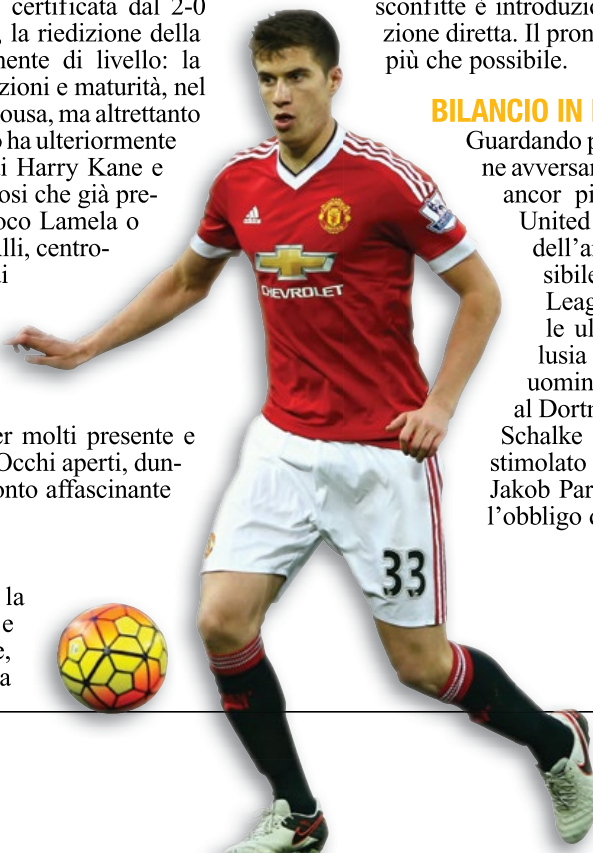 certificata dal 2-0
la riedizione della
mente di livello: la
zioni e maturità, nel
ousa, ma altrettanto
o ha ulteriormente
i Harry Kane e
osi che già pre-
oco Lamela o
lli, centro-
er molti presente e
Occhi aperti, dun-
onto affascinante
la
e
e,
a
sconfitte è introduzio
zione diretta. Il pron
più che possibile.
BILANCIO IN
Guardando p
ne avversar
ancor pi
United
dell'a
sibile
Leag
le ul
lusia
uomin
al Dortm
Schalke
stimolato
Jakob Par
l'obbligo
adidas
CHEVROLET
33